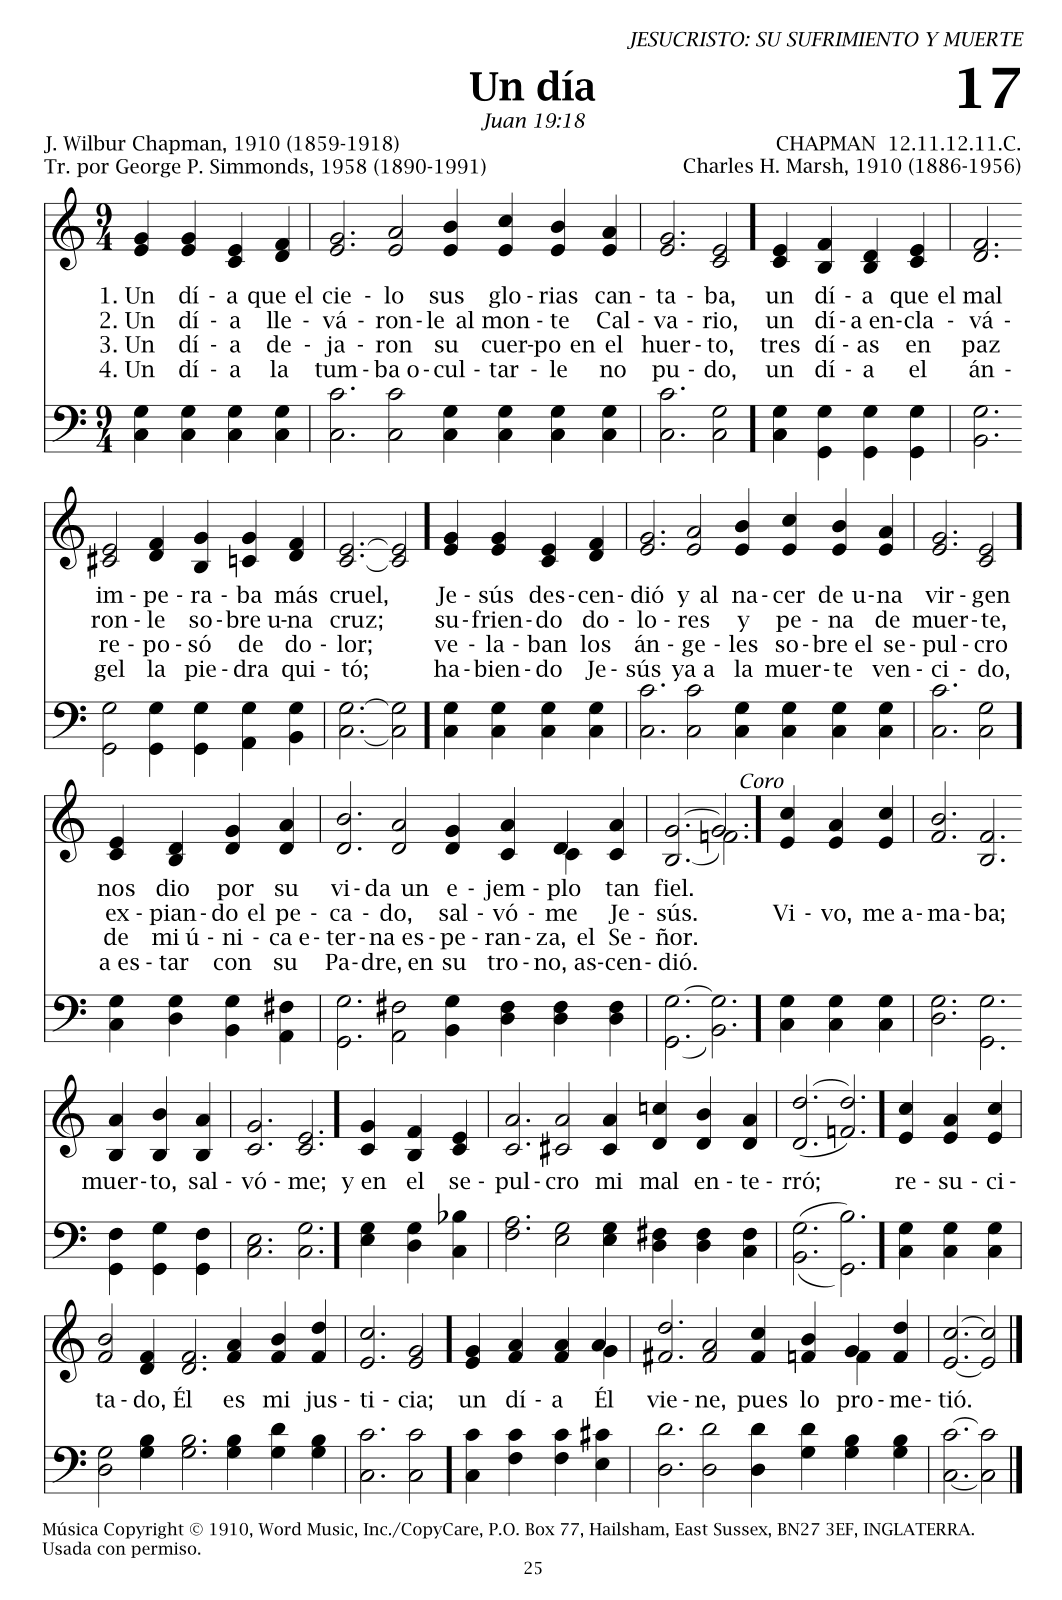 JESUCRISTO: SU SUFRIMIENTO Y MUERTE
Un día
17
Juan 19:18
J. Wilbur Chapman, 1910 (1859-1918)
CHAPMAN 12.11.12.11.C.
Tr. por George P. Simmonds, 1958 (1890-1991)
Charles H. Marsh, 1910 (1886-1956)
1. Un dí - a que el cie - lo sus glo - rias can - ta - ba, un dí - a que el mal
2. Un dí - a lle - vá - ron - le al mon - te Cal - va - rio, un dí - a en - cla - vá -
3. Un dí - a de - ja - ron su cuer - po en el huer - to, tres dí - as en paz
4. Un dí - a la tum - ba o - cul - tar - le no pu - do, un dí - a el án -
im - pe - ra - ba más cruel, Je - sús des - cen - dió y al na - cer de u - na vir - gen
ron - le so - bre u - na cruz; su - frien - do do - lo - res y pe - na de muer - te,
re - po - só de do - lor; ve - la - ban los án - ge - les so - bre el se - pul - cro
gel la pie - dra qui - tó; ha - bien - do Je - sús ya a la muer - te ven - ci - do,
Coro
nos dio por su vi - da un e - jem - plo tan fiel.
ex - pian - do el pe - ca - do, sal - vó - me Je - sús. Vi - vo, me a - ma - ba;
de mi ú - ni - ca e - ter - na es - pe - ran - za, el Se - ñor.
a es - tar con su Pa - dre, en su tro - no, as - cen - dió.
muer - to, sal - vó - me; y en el se - pul - cro mi mal en - te - rró; re - su - ci -
ta - do, Él es mi jus - ti - cia; un dí - a Él vie - ne, pues lo pro - me - tió.
Música Copyright © 1910, Word Music, Inc./CopyCare, P.O. Box 77, Hailsham, East Sussex, BN27 3EF, INGLATERRA.
Usada con permiso.
25